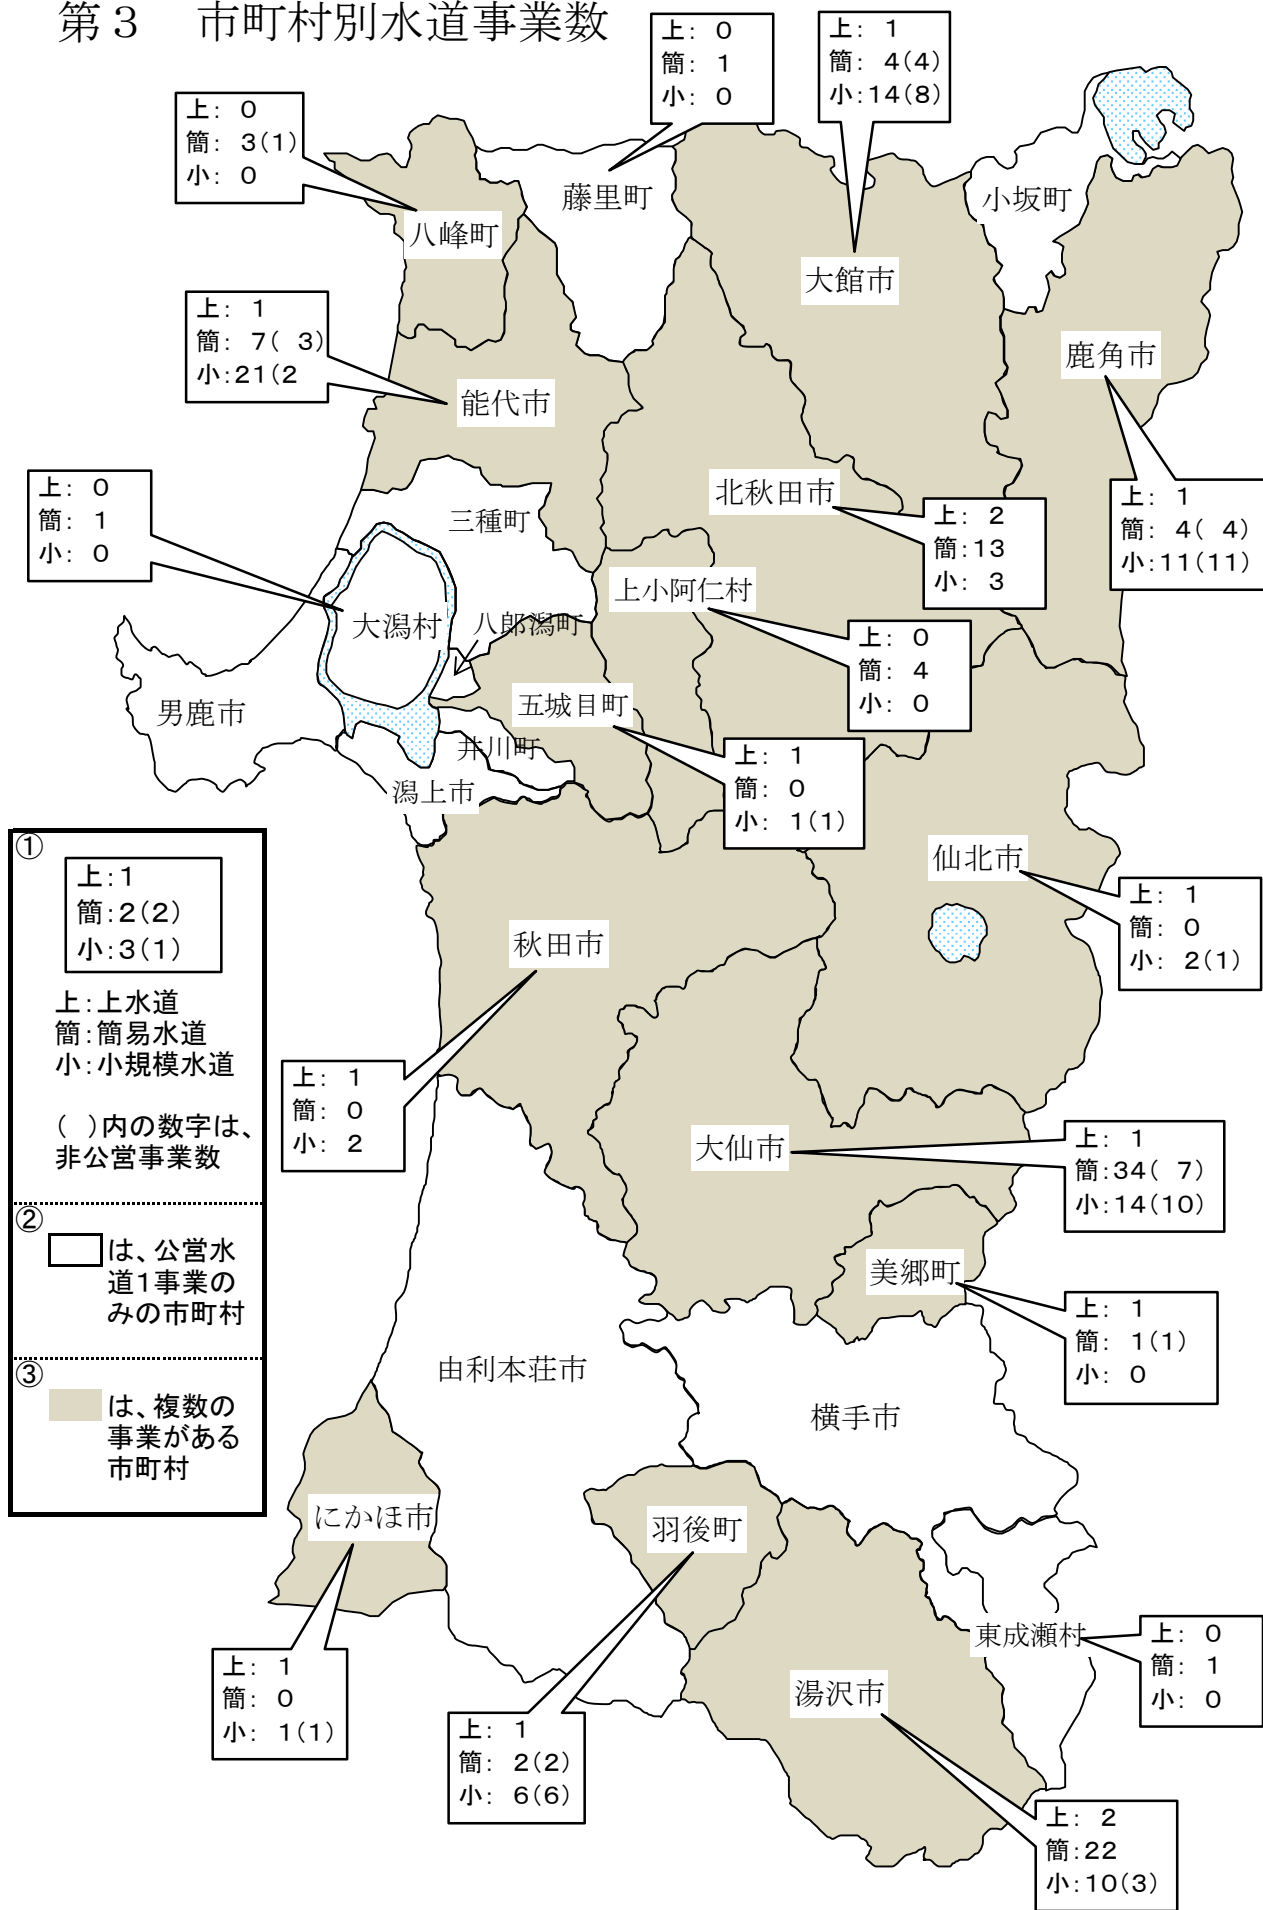 第３　市町村別水道事業数
上： 0
簡： 1
小： 0
上： 1
簡： 4(4)
小：14(8)
上： 0
簡： 3(1)
小： 0
藤里町
小坂町
八峰町
大館市
上： 1
簡： 7( 3)
小：21(2
鹿角市
能代市
上： 0
簡： 1
小： 0
三種町
北秋田市
上： 2
簡：13
小： 3
上： 1
簡： 4( 4)
小：11(11)
上小阿仁村
大潟村
八郎潟町
上： 0
簡： 4
小： 0
男鹿市
五城目町
井川町
潟上市
上： 1
簡： 0
小： 1(1)
仙北市
上： 1
簡： 0
小： 2(1)
秋田市
①
上：1
簡：2(2)
小：3(1)
上：上水道
簡：簡易水道
小：小規模水道
( )内の数字は、
非公営事業数
②
は、公営水
道1事業の
みの市町村
③
は、複数の
事業がある
市町村
上： 1
簡： 0
小： 2
大仙市
上： 1
簡：34( 7)
小：14(10)
美郷町
上： 1
簡： 1(1)
小： 0
由利本荘市
横手市
にかほ市
羽後町
東成瀬村
上： 0
簡： 1
小： 0
上： 1
簡： 0
小： 1(1)
湯沢市
上： 1
簡： 2(2)
小： 6(6)
上： 2
簡：22
小：10(3)